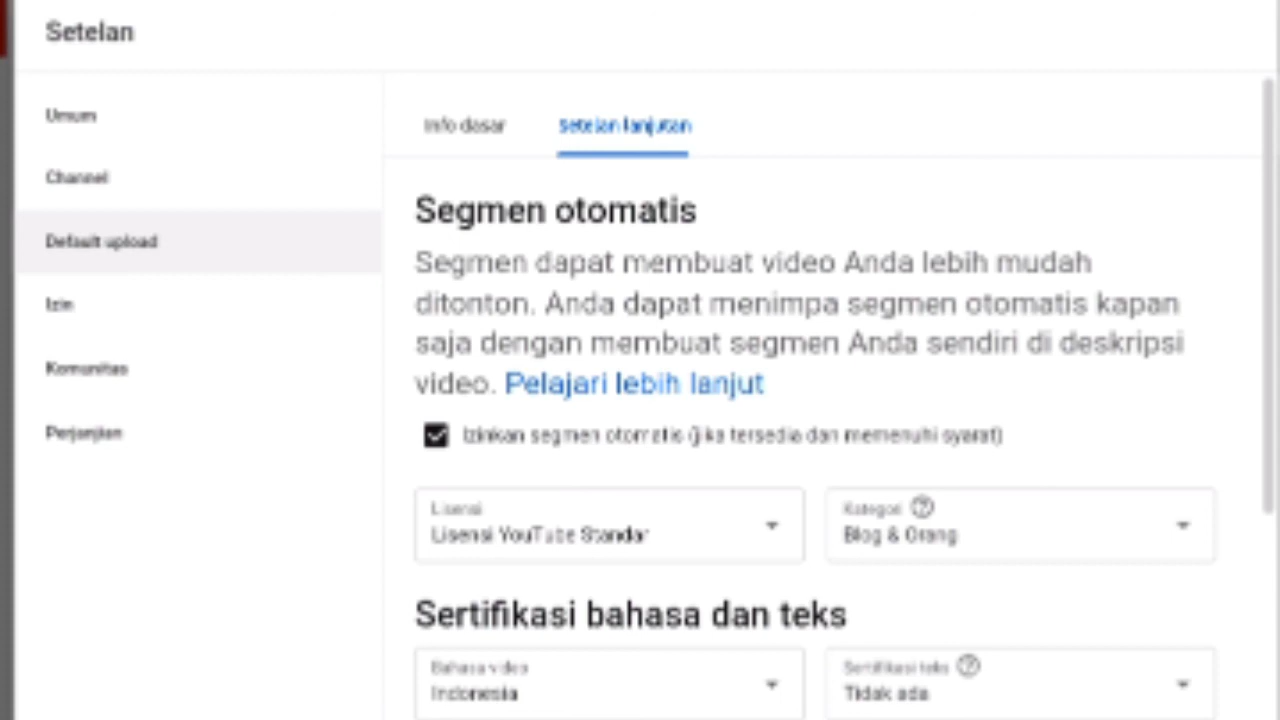 Setelan
Umum
Channel
Default upload
Izin
Komunitas
Perjanjian
Info dasar
Setelan lanjutan
Segmen otomatis
Segmen dapat membuat video Anda lebih mudah
ditonton. Anda dapat menimpa segmen otomatis kapan
saja dengan membuat segmen Anda sendiri di deskripsi
video. Pelajari lebih lanjut
Izinkan segmen otomatis (jika tersedia dan memenuhi syarat)
Lisensi
Lisensi YouTube Standar
Kategori
Blog & Orang
Sertifikasi bahasa dan teks
Bahasa video
Indonesia
Sertifikasi teks
Tidak ada